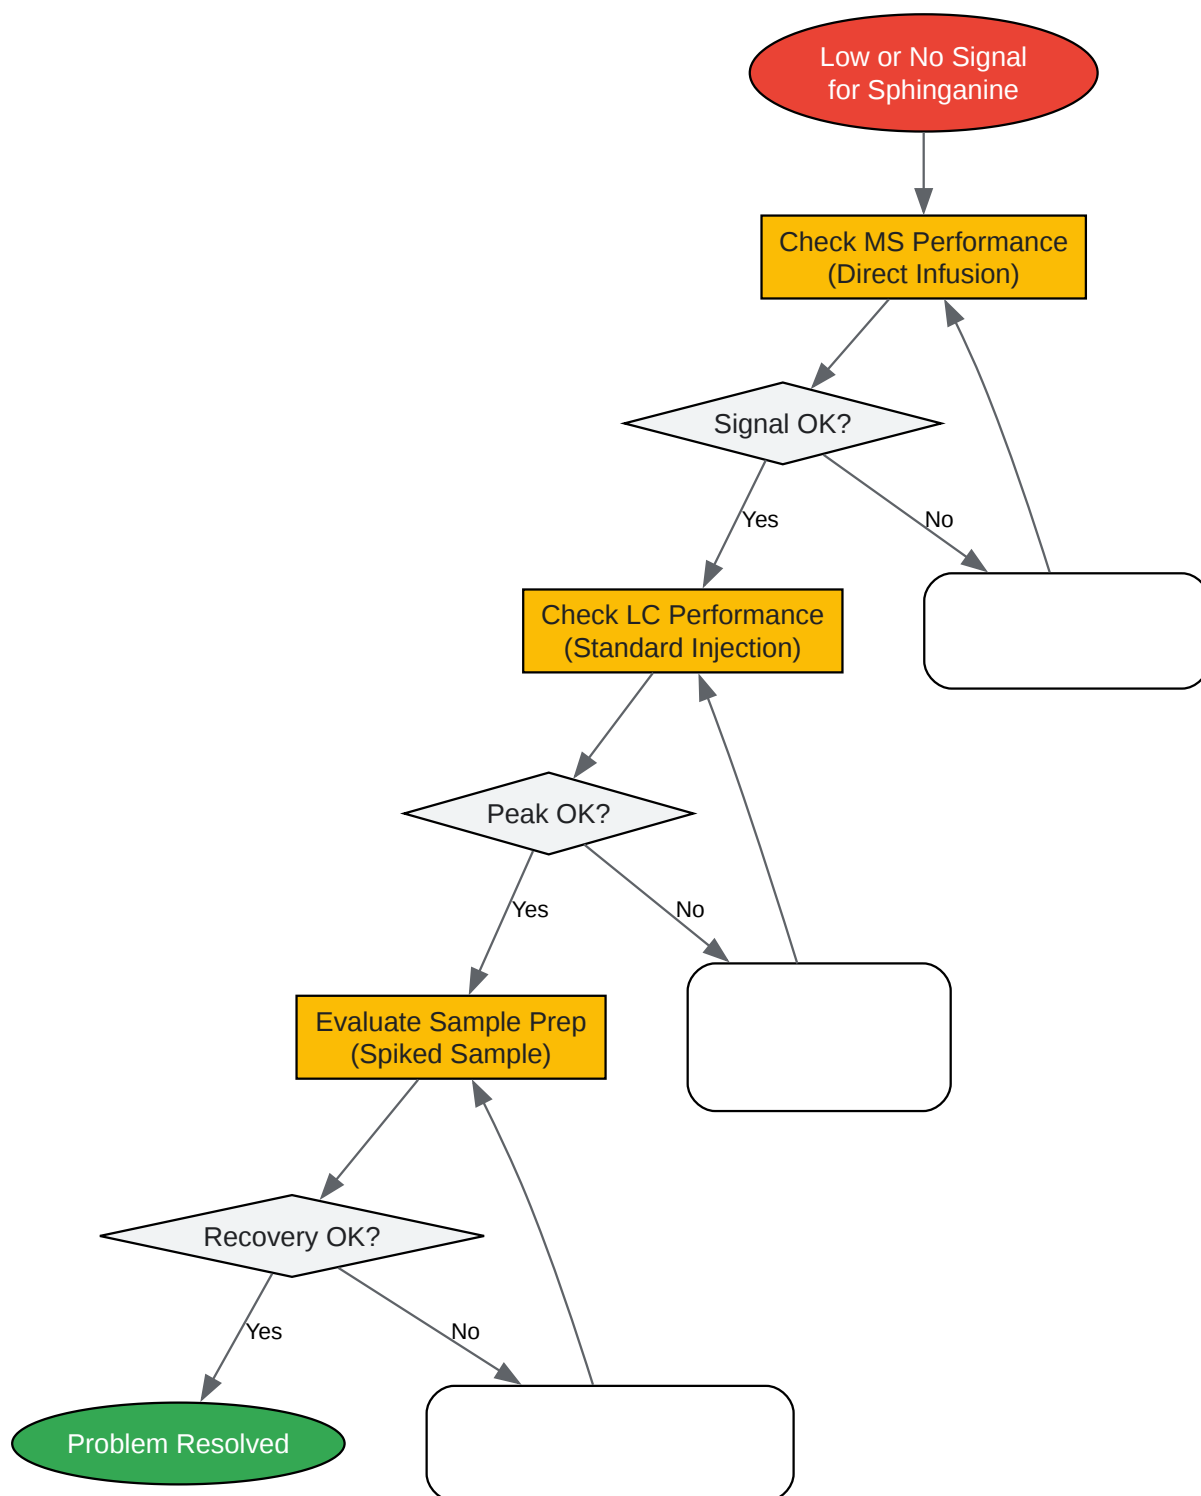 Low or No Signal
for Sphinganine
Check MS Performance
(Direct Infusion)
Signal OK?
Yes
No
Check LC Performance
(Standard Injection)
Peak OK?
Yes
No
Evaluate Sample Prep
(Spiked Sample)
Recovery OK?
Yes
No
Problem Resolved